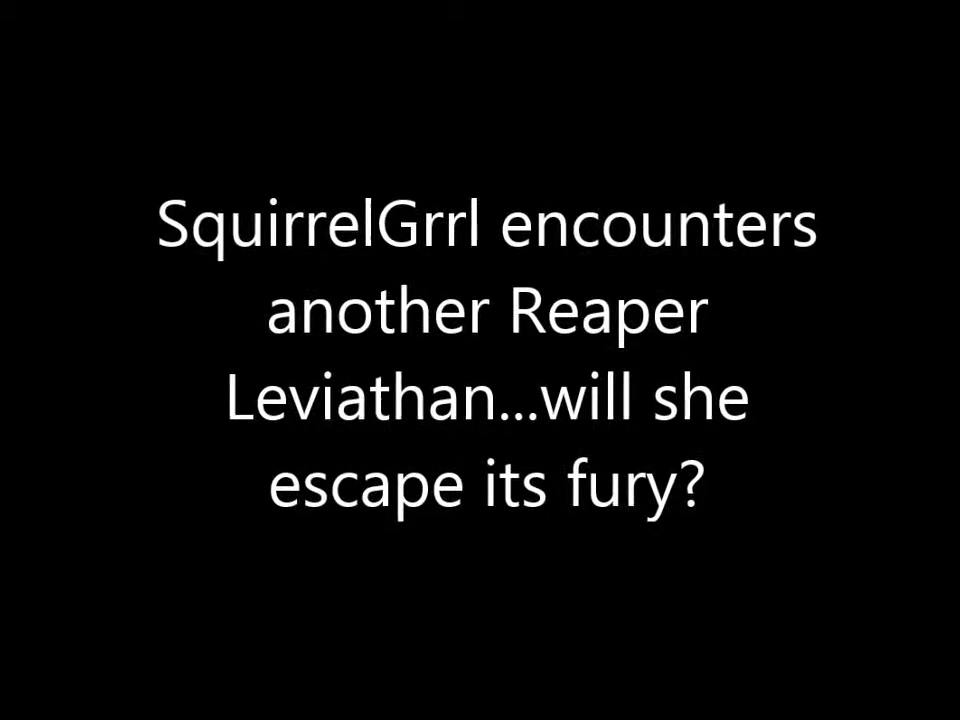 SquirrelGrrl encounters
another Reaper
Leviathan...will she
escape its fury?